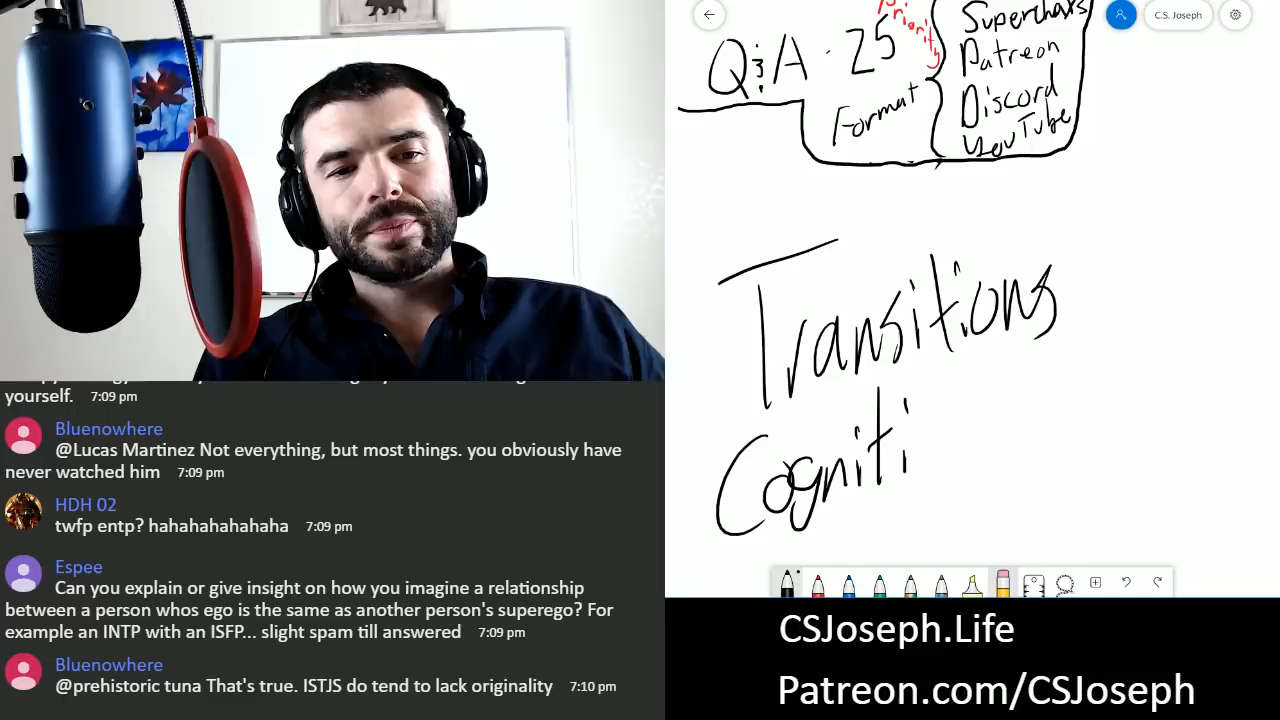 yourself. 7:09 pm
Bluenowhere
@Lucas Martinez Not everything, but most things. you obviously have
never watched him 7:09 pm
HDH 02
twfp entp? hahahahahahaha 7:09 pm
Espee
Can you explain or give insight on how you imagine a relationship
between a person whos ego is the same as another person's superego? For
example an INTP with an ISFP... slight spam till answered 7:09 pm
Bluenowhere
@prehistoric tuna That's true. ISTJS do tend to lack originality 7:10 pm
Q&A · 25
Format
Priority
Superchats
Patreon
Discord
YouTube
C.S. Joseph
Transitions
Cogniti
CSJoseph.Life
Patreon.com/CSJoseph